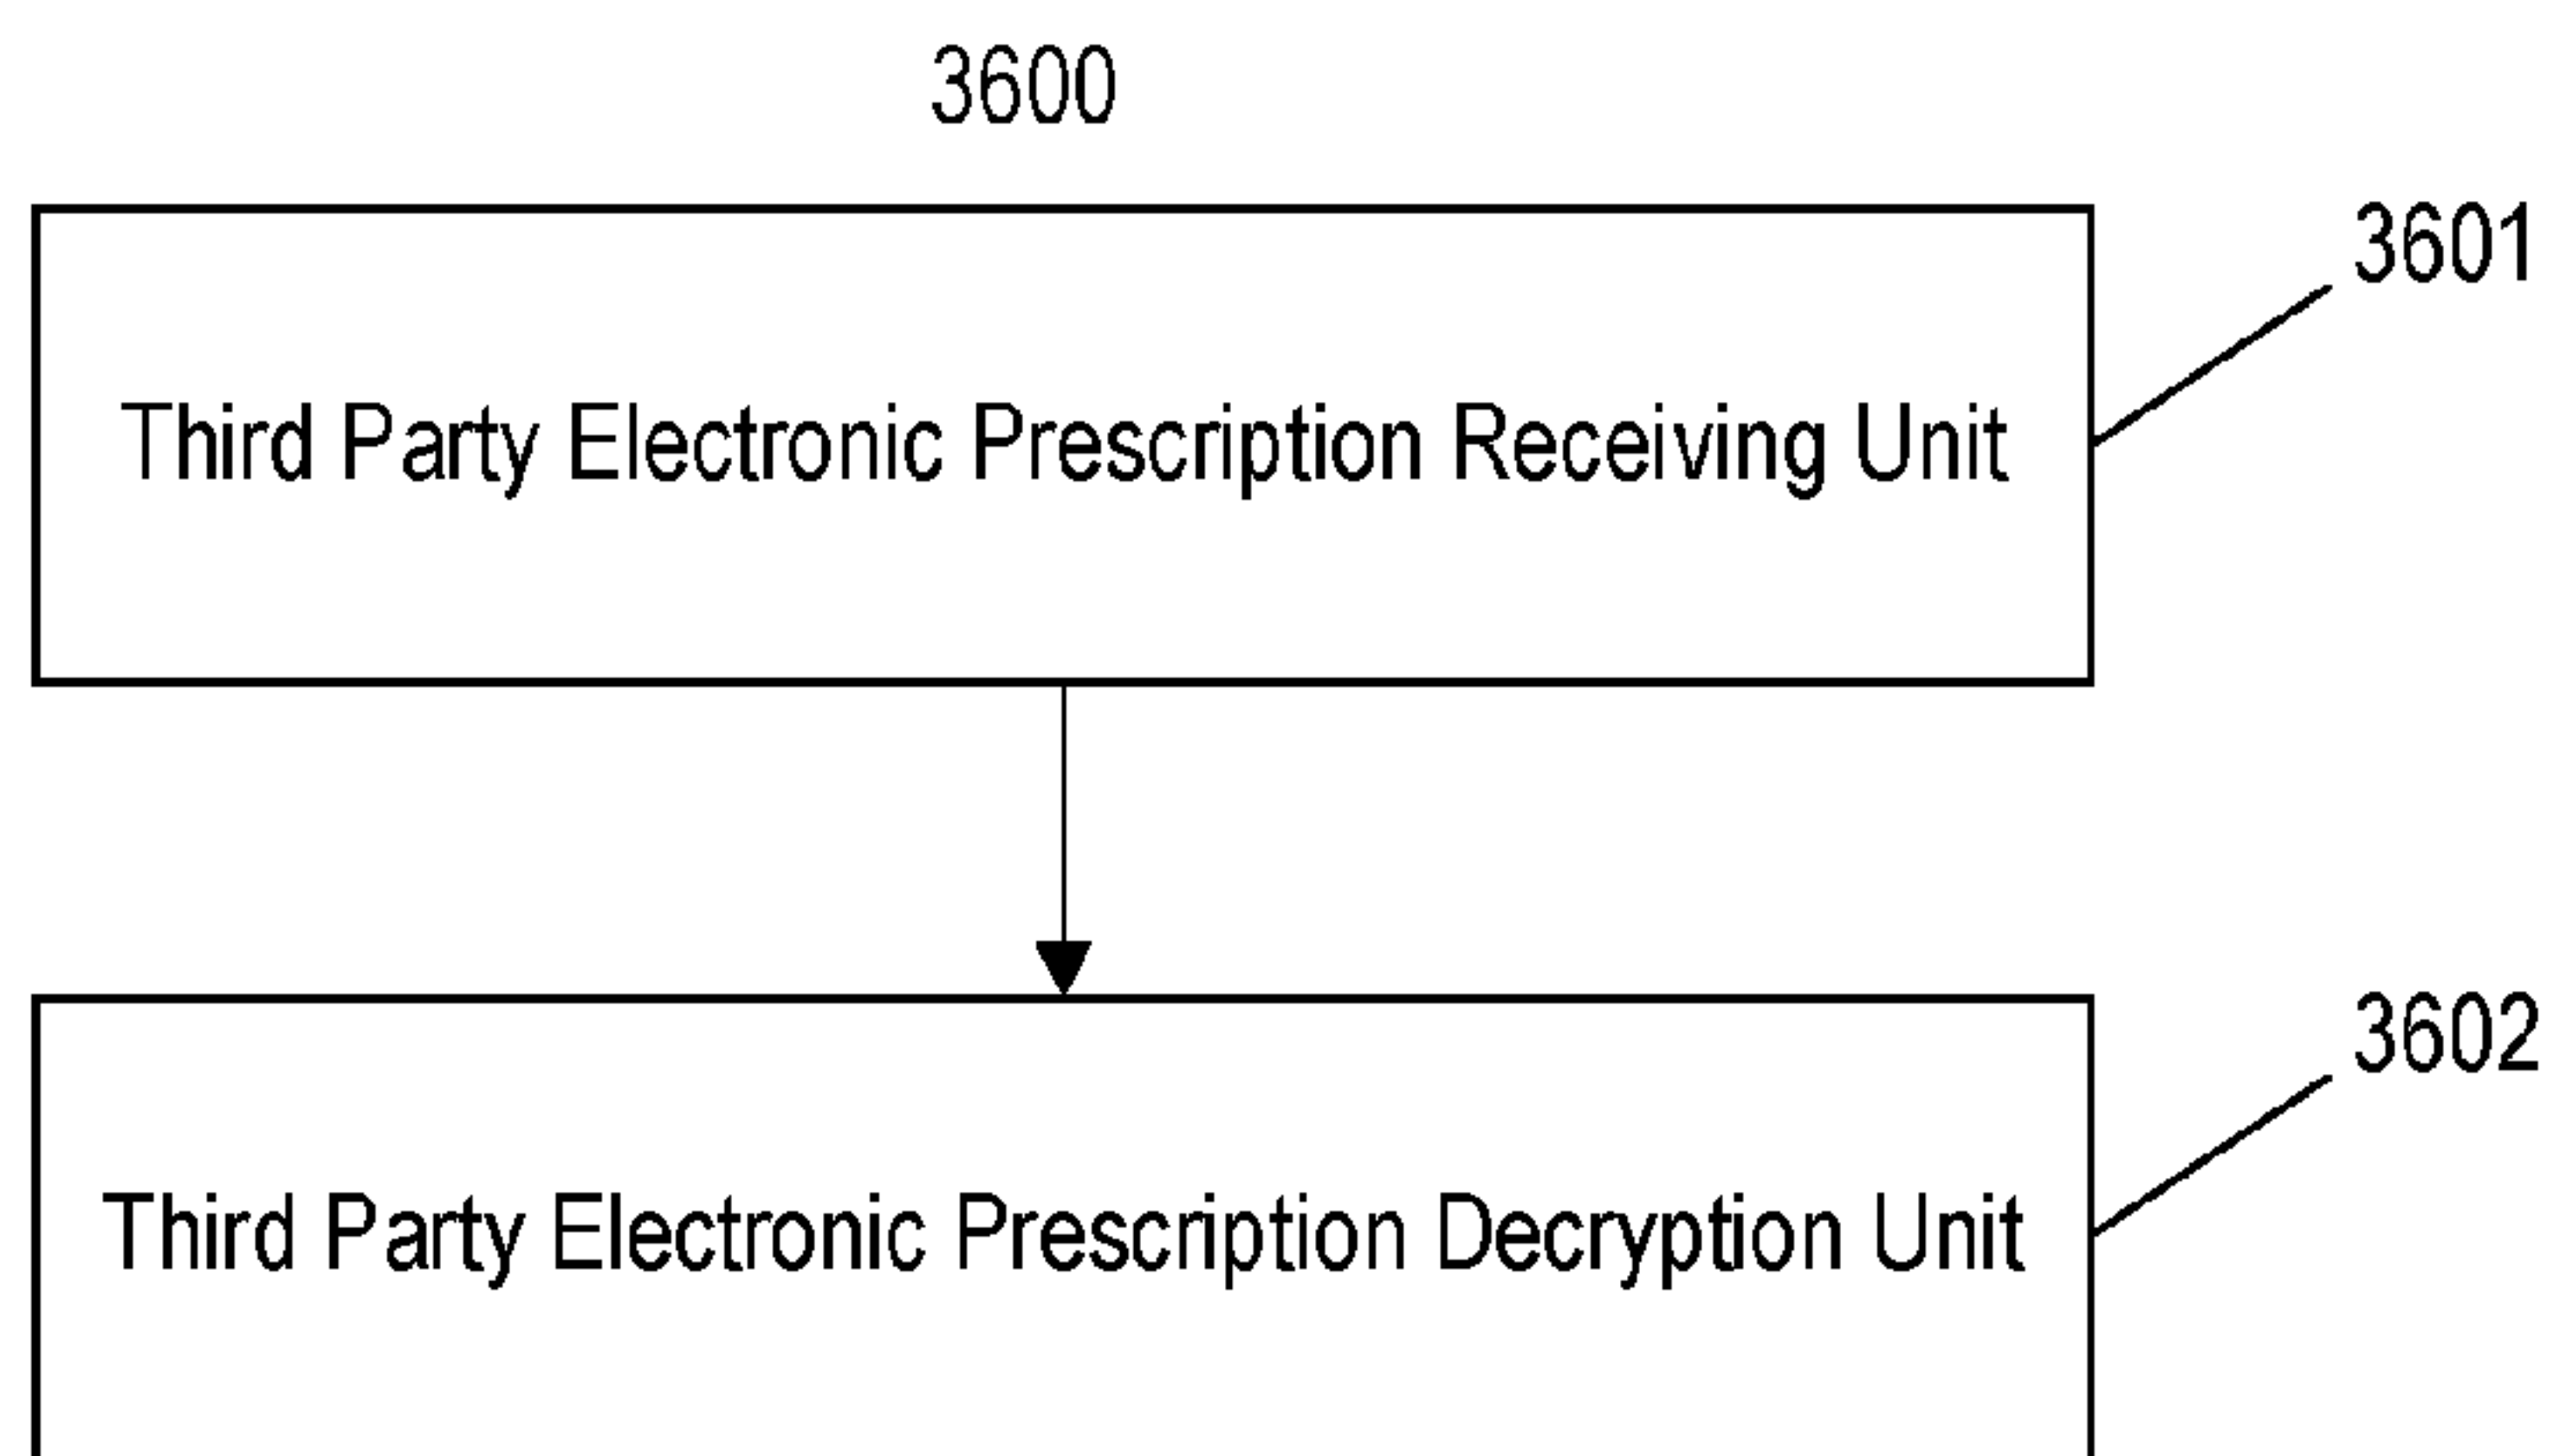 3600
3601
Third Party Electronic Prescription Receiving Unit
3602
Third Party Electronic Prescription Decryption Unit